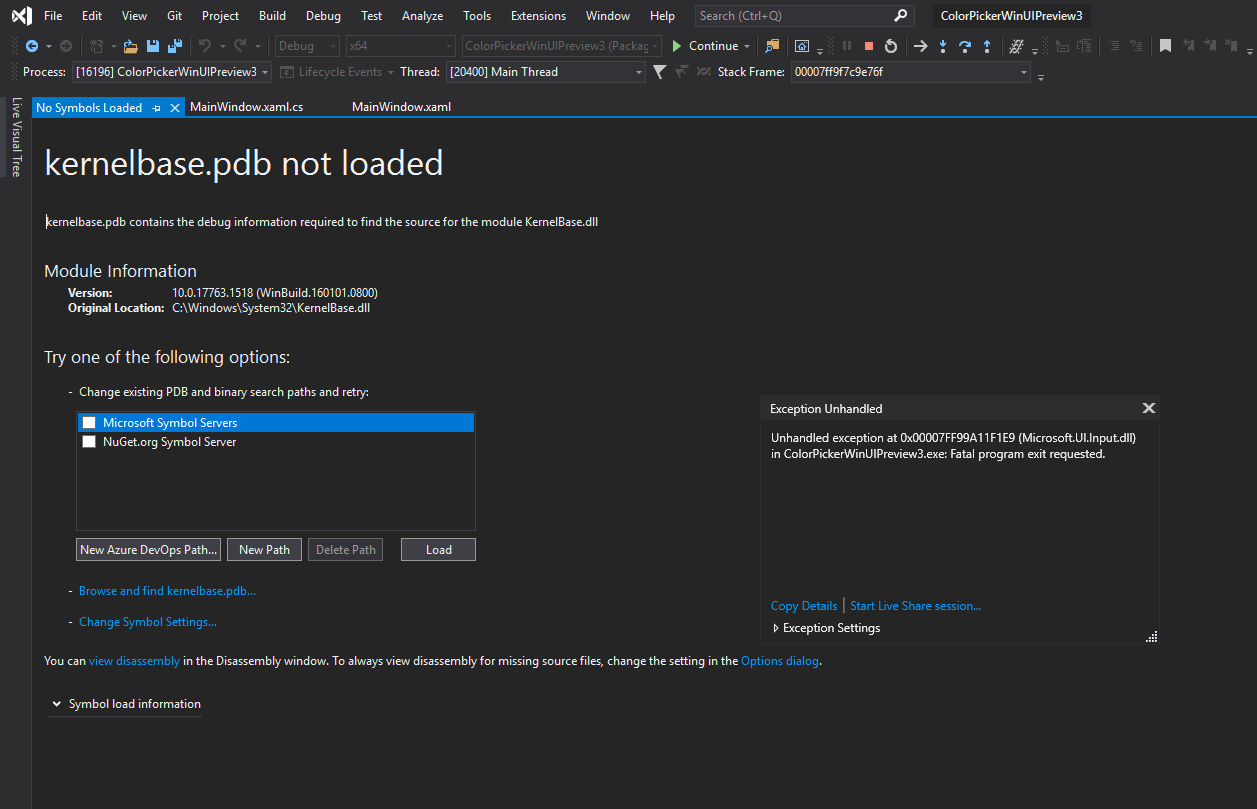 File Edit View Git Project Build Debug Test Analyze Tools Extensions Window Help Search (Ctrl+Q) ColorPickerWinUIPreview3
Debug x64 ColorPickerWinUIPreview3 (Packag Continue
Process: [16196] ColorPickerWinUIPreview3 Lifecycle Events Thread: [20400] Main Thread Stack Frame: 00007ff9f7c9e76f
Live Visual Tree
No Symbols Loaded MainWindow.xaml.cs MainWindow.xaml
kernelbase.pdb not loaded
kernelbase.pdb contains the debug information required to find the source for the module KernelBase.dll
Module Information
Version: 10.0.17763.1518 (WinBuild.160101.0800)
Original Location: C:\Windows\System32\KernelBase.dll
Try one of the following options:
- Change existing PDB and binary search paths and retry:
Microsoft Symbol Servers
NuGet.org Symbol Server
New Azure DevOps Path... New Path Delete Path Load
- Browse and find kernelbase.pdb...
- Change Symbol Settings...
You can view disassembly in the Disassembly window. To always view disassembly for missing source files, change the setting in the Options dialog.
Symbol load information
Exception Unhandled
Unhandled exception at 0x00007FF99A11F1E9 (Microsoft.UI.Input.dll)
in ColorPickerWinUIPreview3.exe: Fatal program exit requested.
Copy Details | Start Live Share session...
Exception Settings